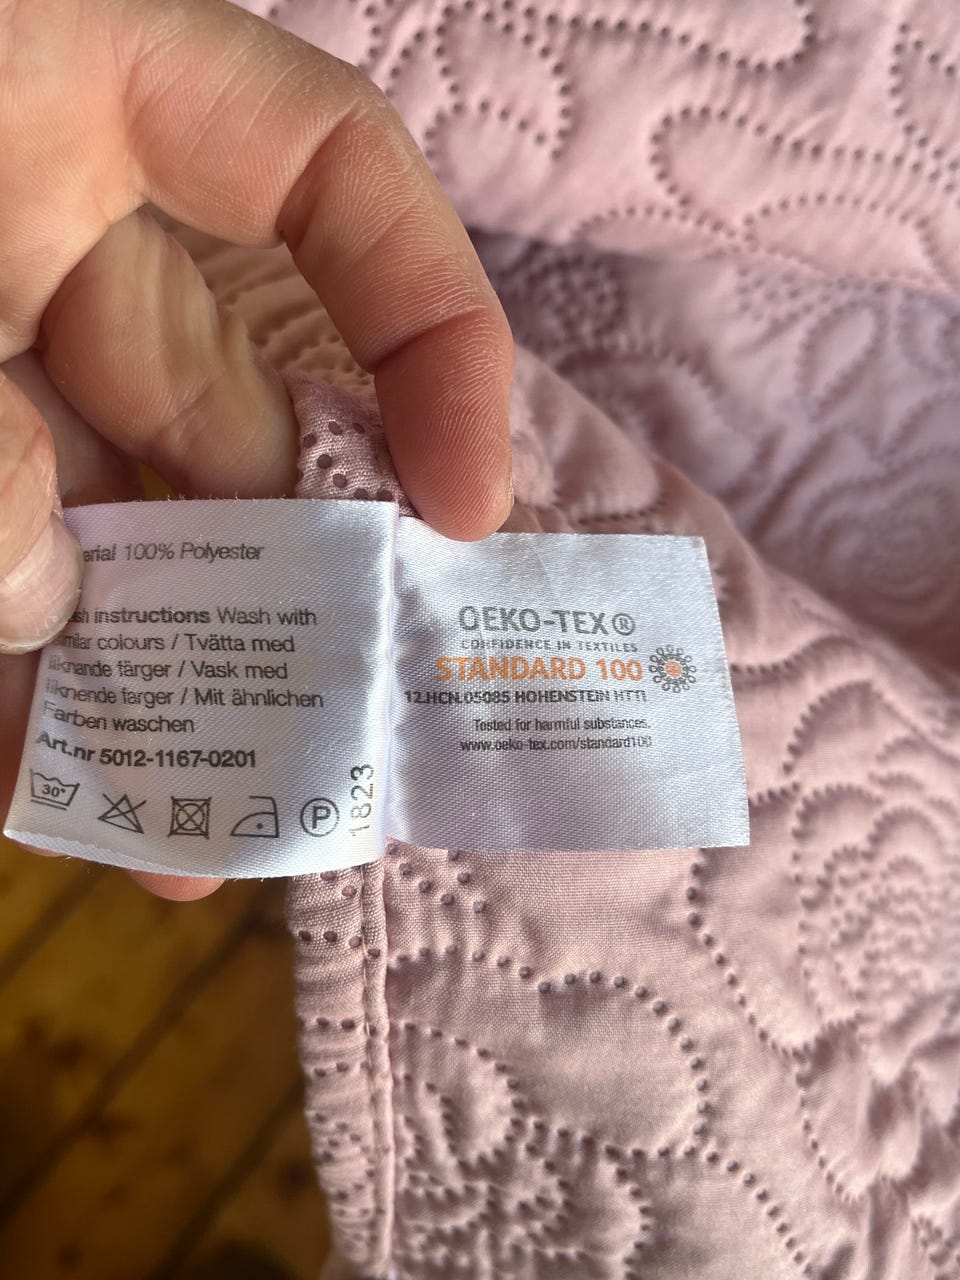 erial 100% Polyester
sh instructions Wash with
milar colours / Tvätta med
liknande färger / Vask med
liknende farger / Mit ähnlichen
Farben waschen
Art.nr 5012-1167-0201
30°
P
1823
OEKO-TEX®
CONFIDENCE IN TEXTILES
STANDARD 100
12.HCN.05085 HOHENSTEIN HTTI
Tested for harmful substances.
www.oeko-tex.com/standard100